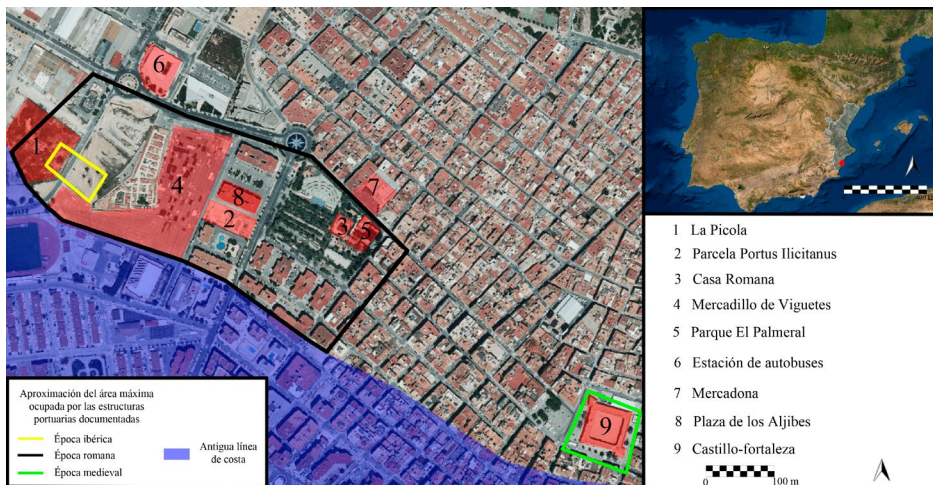 6
1
4
8
2
7
3
5
9
Aproximación del área máxima
ocupada por las estructuras
portuarias documentadas
Época ibérica
Época romana
Época medieval
Antigua línea
de costa
1 La Picola
2 Parcela Portus Ilicitanus
3 Casa Romana
4 Mercadillo de Viguetes
5 Parque El Palmeral
6 Estación de autobuses
7 Mercadona
8 Plaza de los Aljibes
9 Castillo-fortaleza
0 100 m